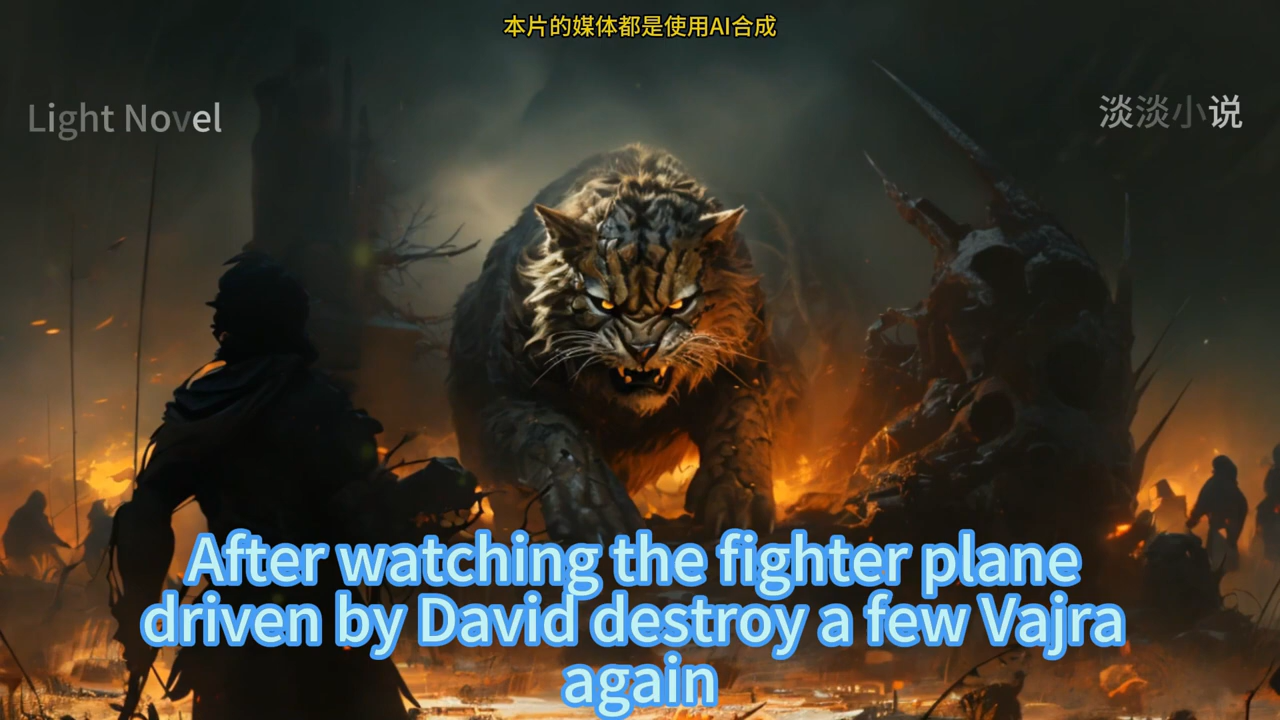 本片的媒体都是使用AI合成
Light Novel
淡淡小说
After watching the fighter plane
driven by David destroy a few Vajra
again